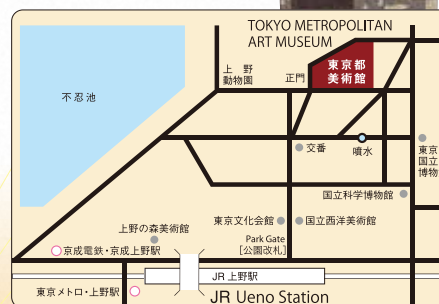 TOKYO METROPOLITAN
ART MUSEUM
東京都
美術館
上 野
動物園
正門
不忍池
交番
噴水
東京
国立
博物
国立科学博物館
東京文化会館
国立西洋美術館
上野の森美術館
Park Gate
[公園改札]
京成電鉄・京成上野駅
JR 上野駅
東京メトロ・上野駅
JR Ueno Station